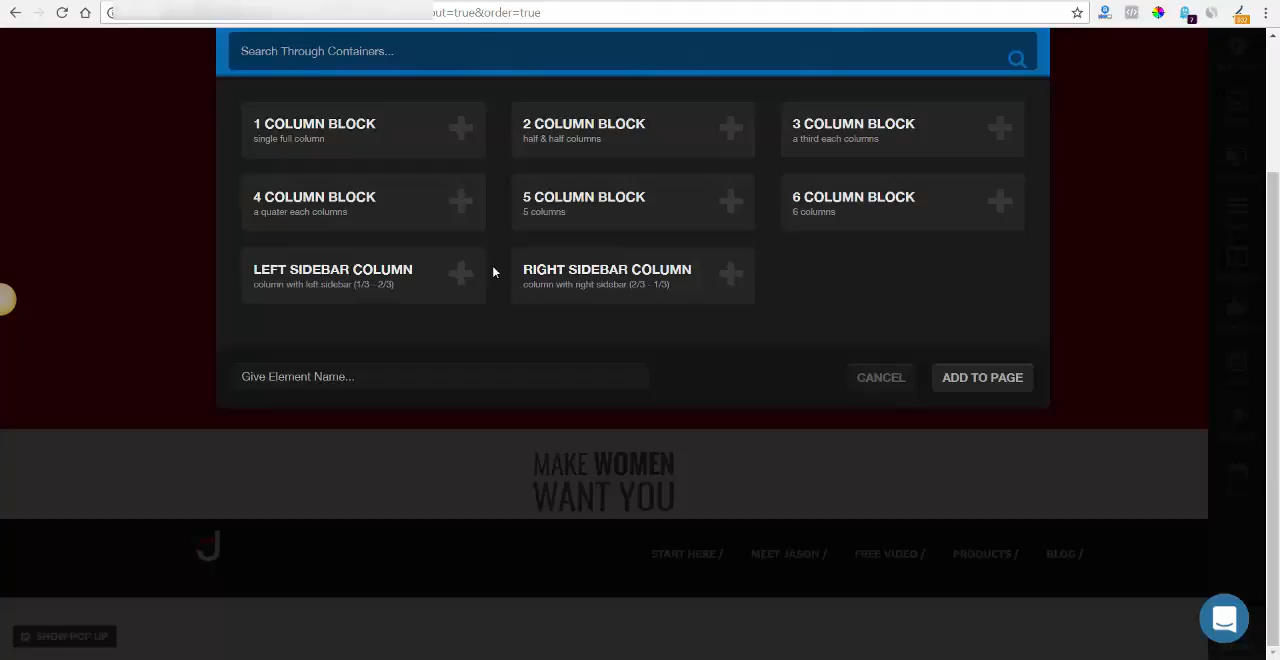 out=true&order=true
7
Search Through Containers...
1 COLUMN BLOCK
single full column
2 COLUMN BLOCK
half & half columns
3 COLUMN BLOCK
a third each columns
4 COLUMN BLOCK
a quater each columns
5 COLUMN BLOCK
5 columns
6 COLUMN BLOCK
6 columns
LEFT SIDEBAR COLUMN
column with left sidebar (1/3 - 2/3)
RIGHT SIDEBAR COLUMN
column with right sidebar (2/3 - 1/3)
Give Element Name...
CANCEL
ADD TO PAGE
MAKE WOMEN
WANT YOU
J
START HERE /
MEET JASON /
FREE VIDEO /
PRODUCTS /
BLOG /
SHOW POP UP